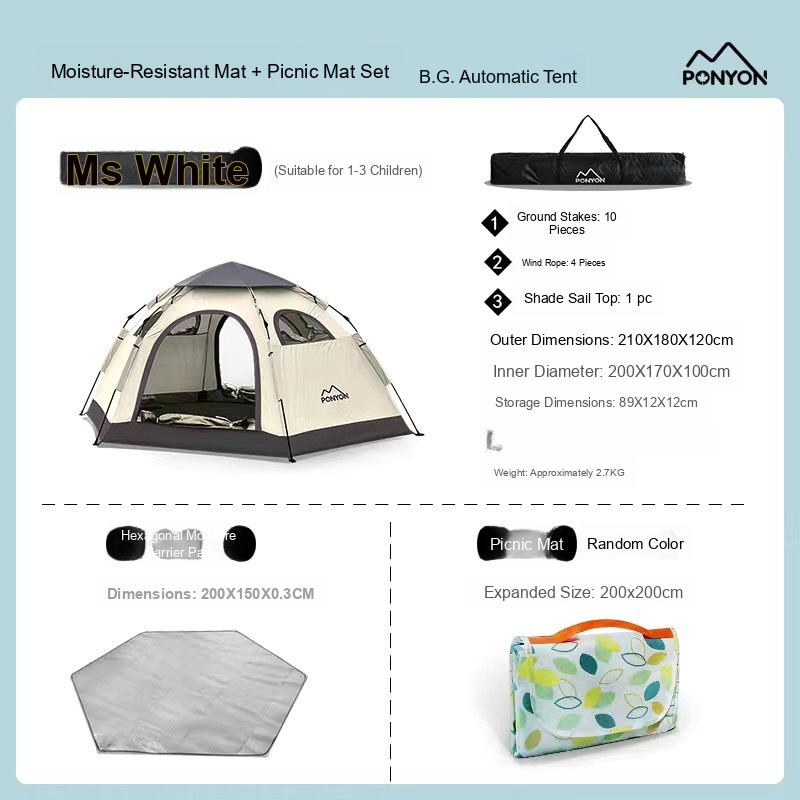 Moisture-Resistant Mat + Picnic Mat Set
B.G. Automatic Tent
PONYON
Ms White
(Suitable for 1-3 Children)
PONYON
1
Ground Stakes: 10
Pieces
2
Wind Rope: 4 Pieces
3
Shade Sail Top: 1 pc
Outer Dimensions: 210X180X120cm
Inner Diameter: 200X170X100cm
Storage Dimensions: 89X12X12cm
Weight: Approximately 2.7KG
PONYON
Hexagonal
Dimensions: 200X150X0.3CM
Picnic Mat
Random Color
Expanded Size: 200x200cm